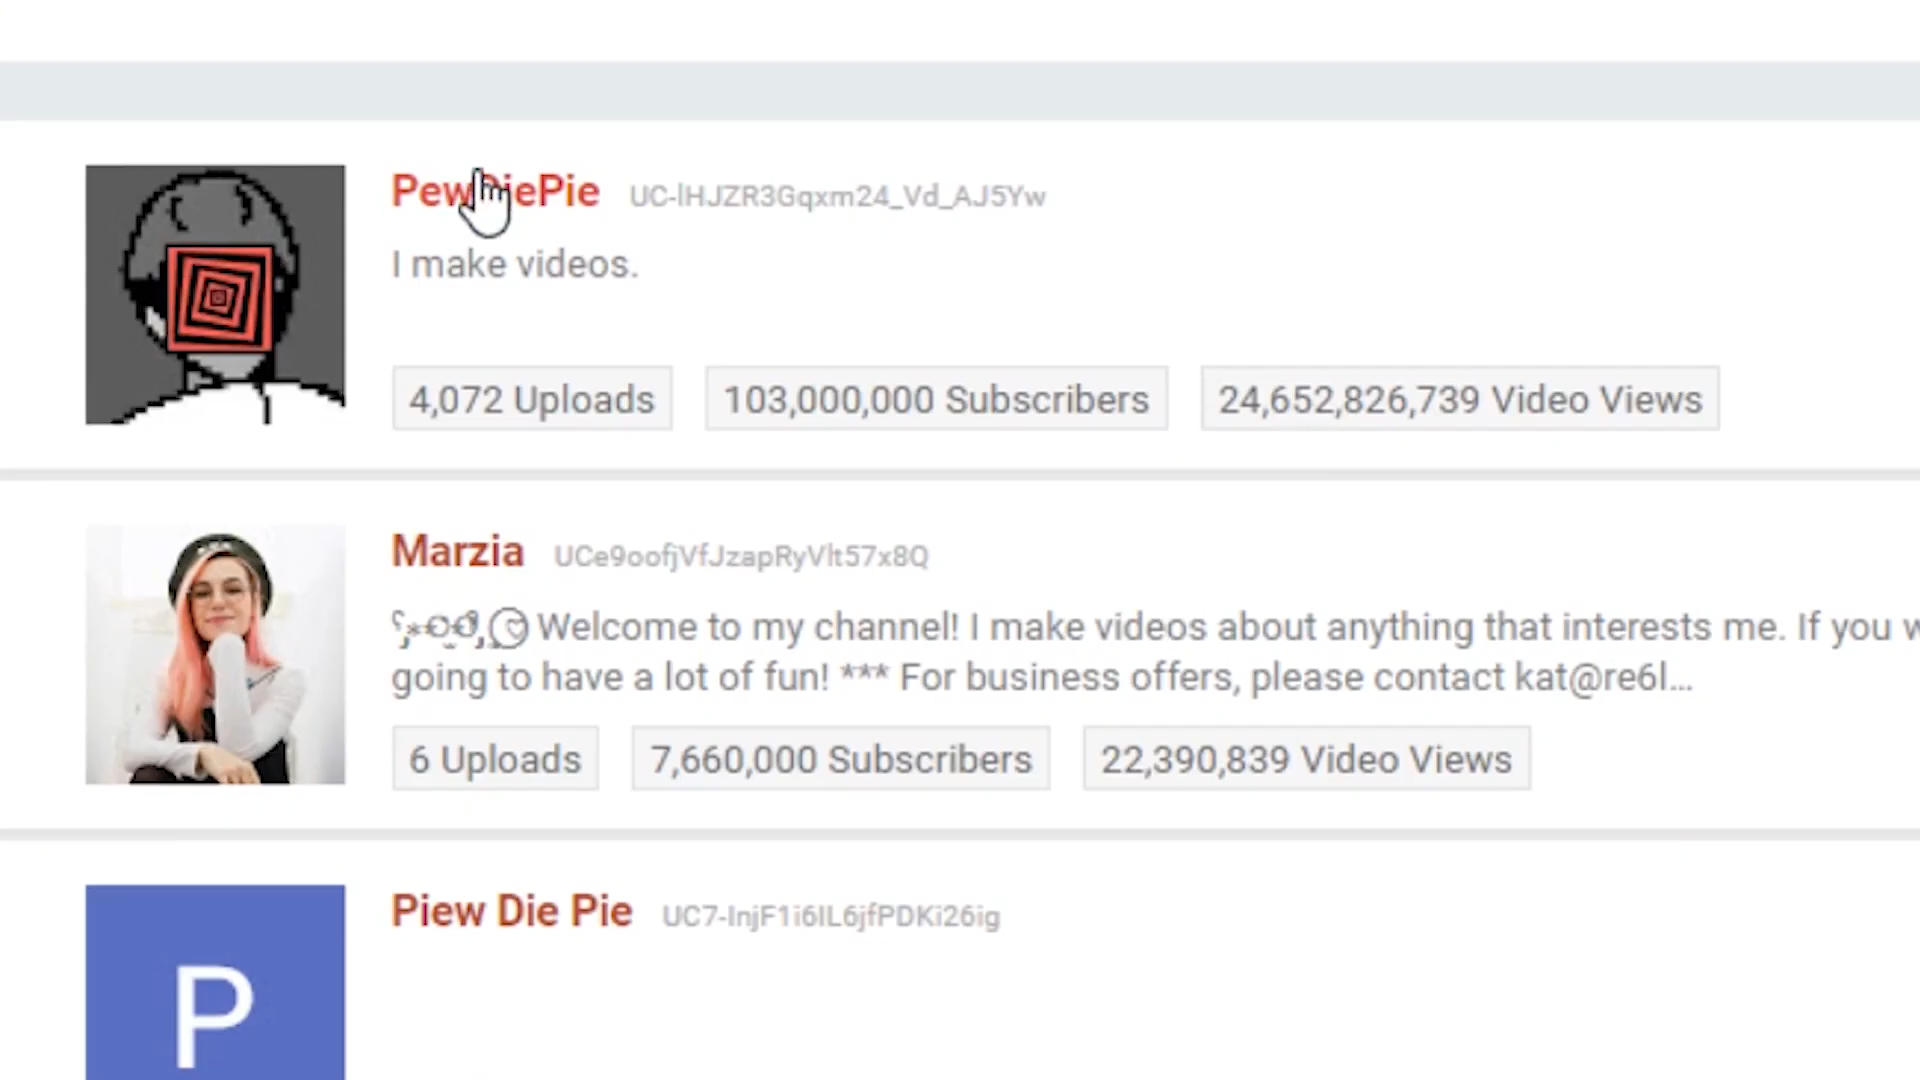 PewDiePie UC-lHJZR3Gqxm24_Vd_AJ5Yw
I make videos.
4,072 Uploads 103,000,000 Subscribers 24,652,826,739 Video Views
Marzia UCe9oofjVfJzapRyVlt57x8Q
Welcome to my channel! I make videos about anything that interests me. If you
going to have a lot of fun! *** For business offers, please contact kat@re6l...
6 Uploads 7,660,000 Subscribers 22,390,839 Video Views
Piew Die Pie UC7-InjF1i6IL6jfPDKi26ig
P